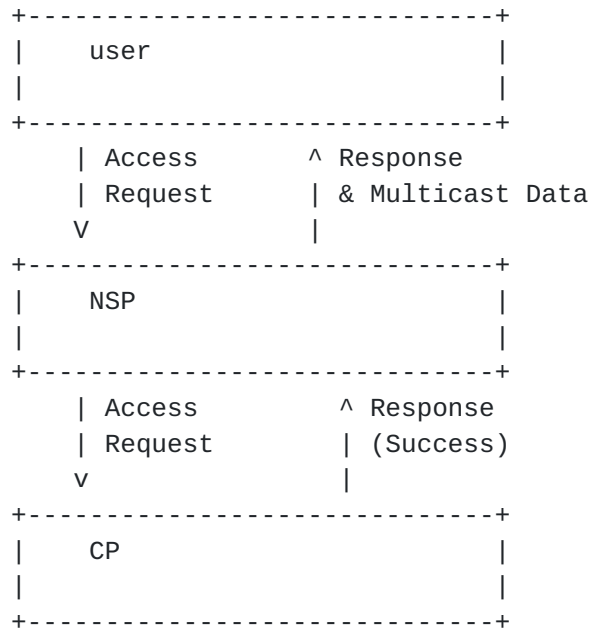 +------------------------------+
|    user                      |
|                              |
+------------------------------+
    | Access       ^ Response
    | Request      | & Multicast Data
    V              |
+------------------------------+
|    NSP                       |
|                              |
+------------------------------+
    | Access         ^ Response
    | Request        | (Success)
    v                |
+------------------------------+
|    CP                        |
|                              |
+------------------------------+